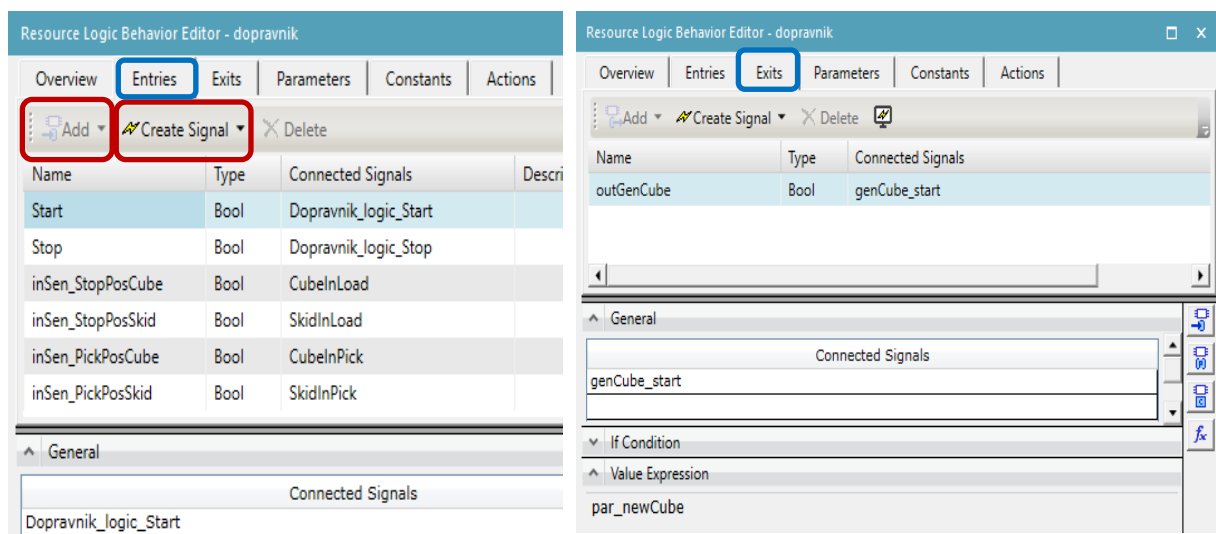 Resource Logic Behavior Editor - dopravnik
Overview Entries Exits Parameters Constants Actions
Add Create Signal Delete
Name Type Connected Signals Descri
Start Bool Dopravnik_logic_Start
Stop Bool Dopravnik_logic_Stop
inSen_StopPosCube Bool CubeInLoad
inSen_StopPosSkid Bool SkidInLoad
inSen_PickPosCube Bool CubeInPick
inSen_PickPosSkid Bool SkidInPick
General
Connected Signals
Dopravnik_logic_Start
Resource Logic Behavior Editor - dopravnik
Overview Entries Exits Parameters Constants Actions
Add Create Signal Delete
Name Type Connected Signals
outGenCube Bool genCube_start
General
Connected Signals
genCube_start
If Condition
Value Expression
par_newCube
fx